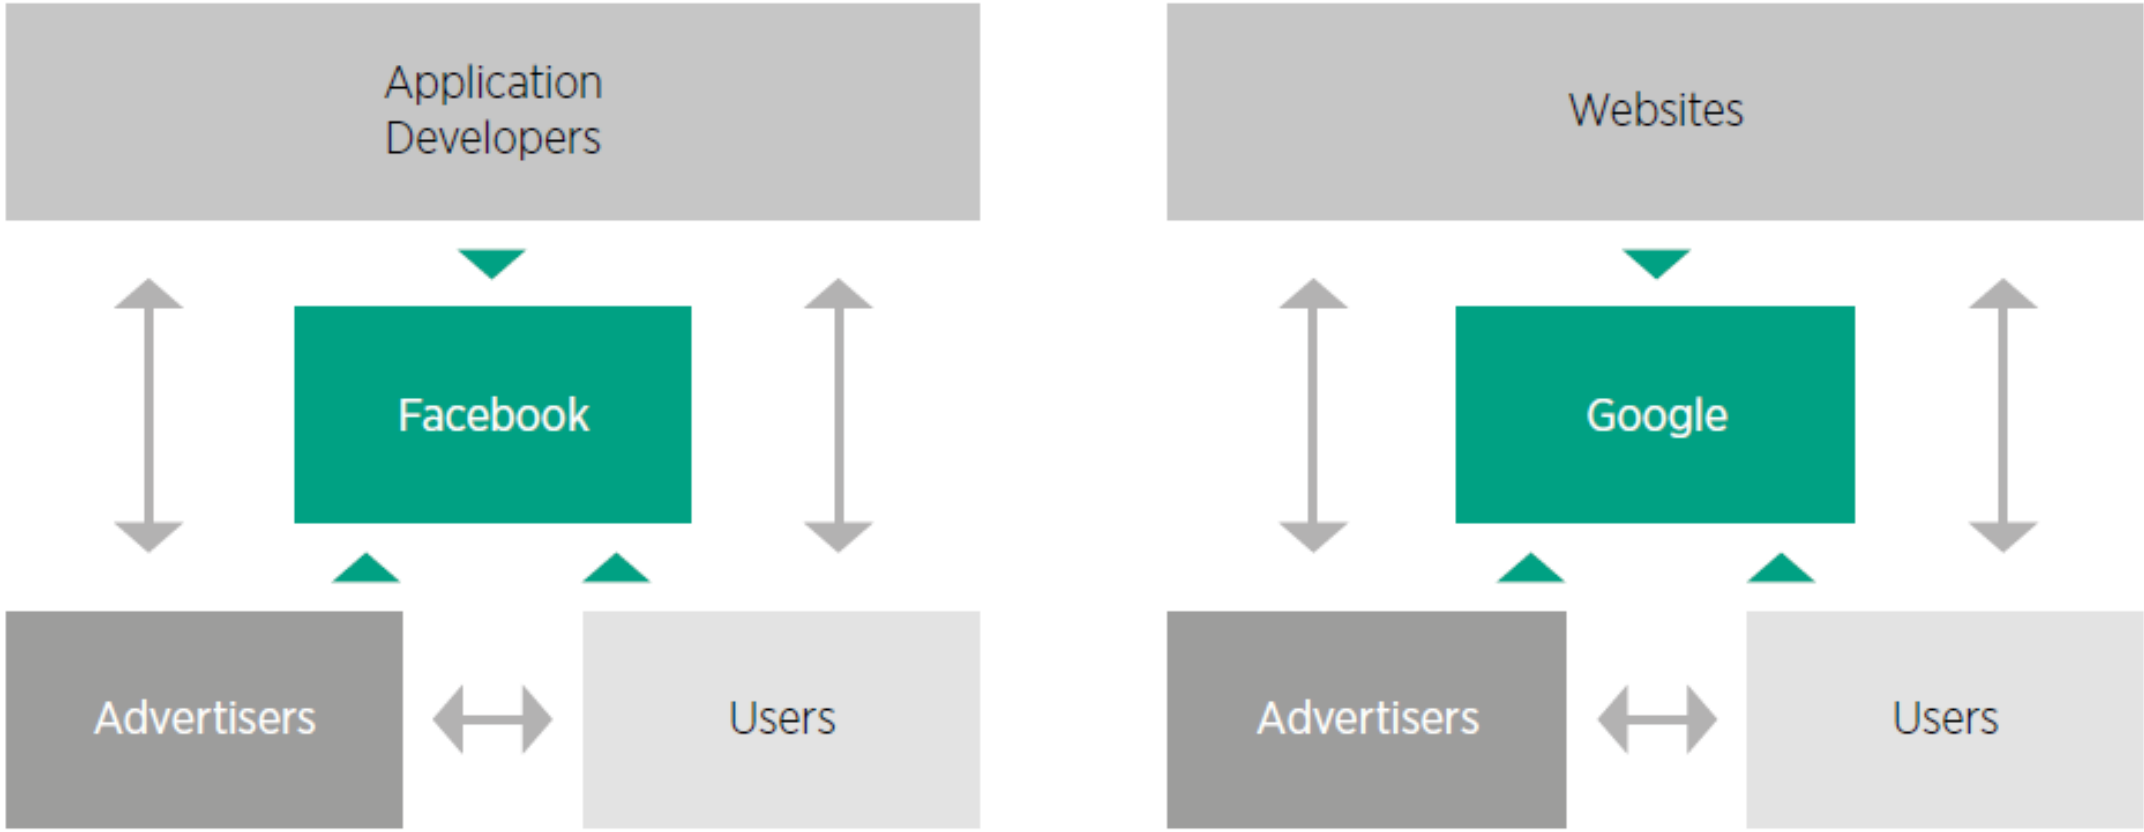 Application
Developers
Facebook
Advertisers
Users
Websites
Google
Advertisers
Users